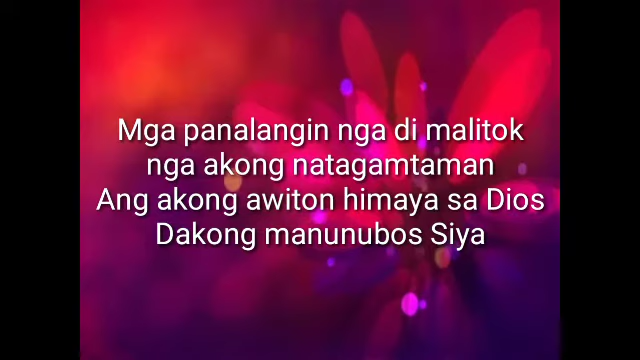 Mga panalangin nga di malitok
nga akong natagamtaman
Ang akong awiton himaya sa Dios
Dakong manunubos Siya